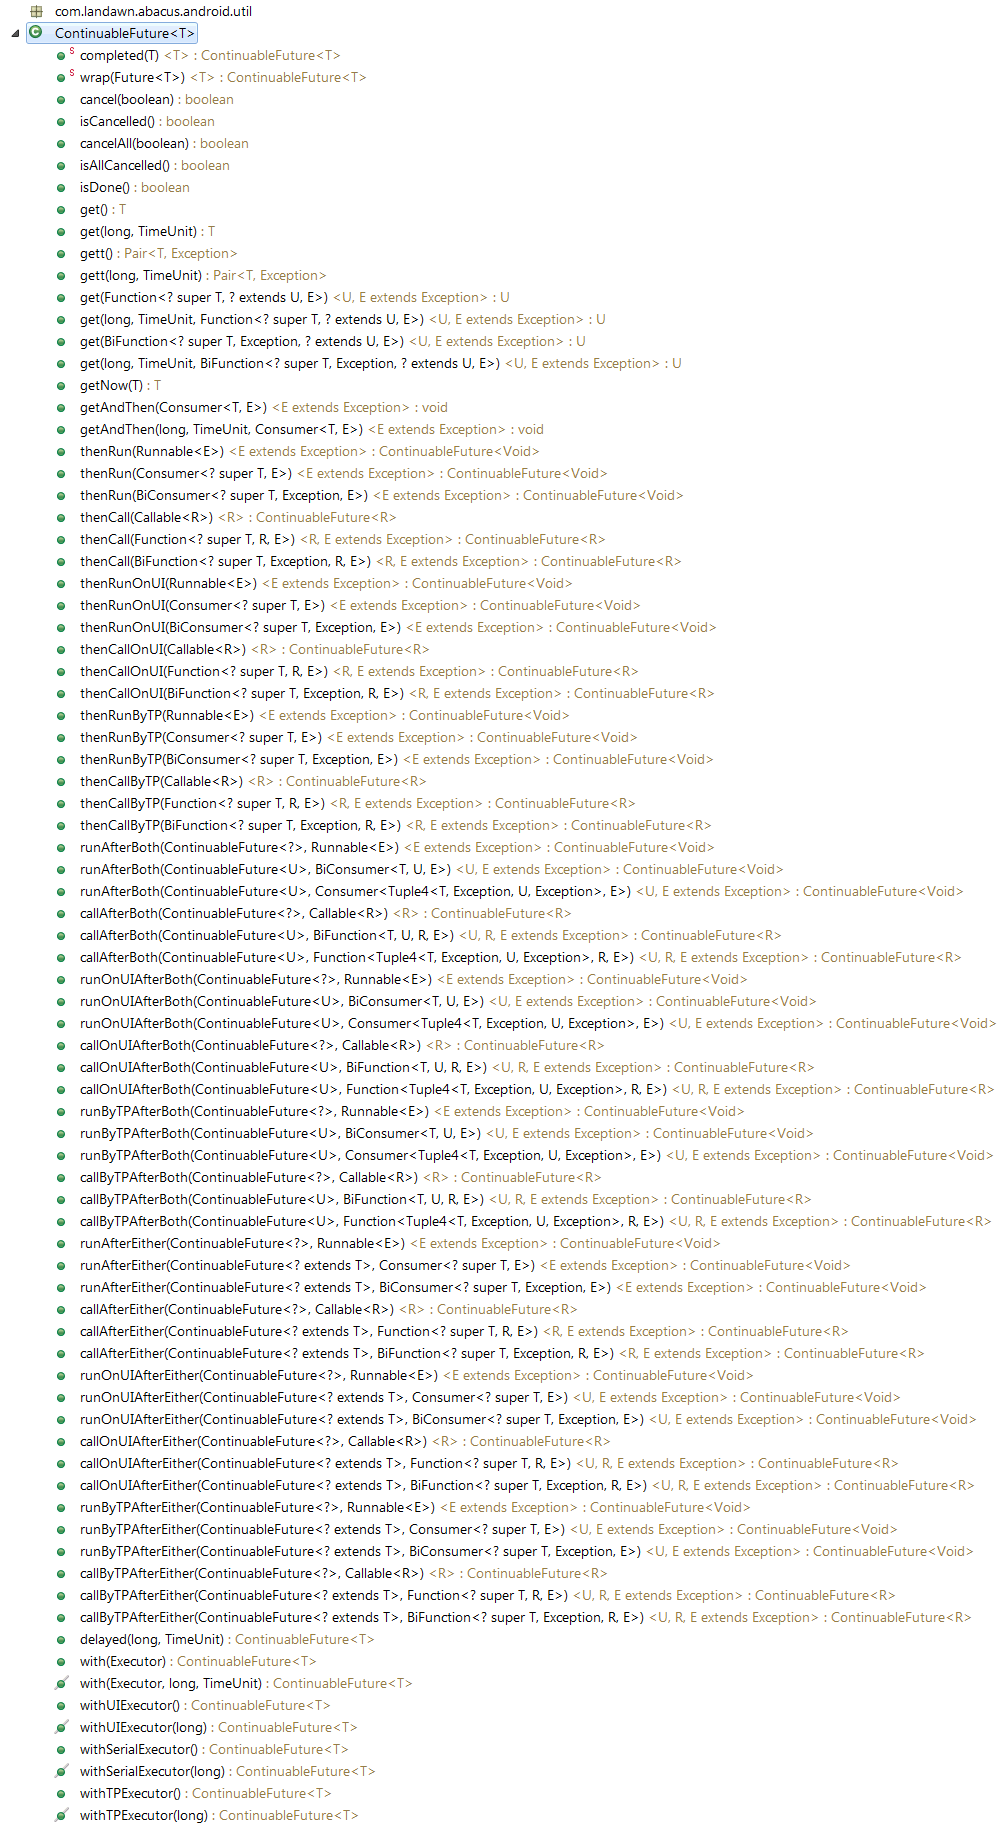 com.landawn.abacus.android.util
ContinuableFuture<T>
completed(T) <T> : ContinuableFuture<T>
wrap(Future<T>) <T> : ContinuableFuture<T>
cancel(boolean) : boolean
isCancelled() : boolean
cancelAll(boolean) : boolean
isAllCancelled() : boolean
isDone() : boolean
get() : T
get(long, TimeUnit) : T
gett() : Pair<T, Exception>
gett(long, TimeUnit) : Pair<T, Exception>
get(Function<? super T, ? extends U, E>) <U, E extends Exception> : U
get(long, TimeUnit, Function<? super T, ? extends U, E>) <U, E extends Exception> : U
get(BiFunction<? super T, Exception, ? extends U, E>) <U, E extends Exception> : U
get(long, TimeUnit, BiFunction<? super T, Exception, ? extends U, E>) <U, E extends Exception> : U
getNow(T) : T
getAndThen(Consumer<T, E>) <E extends Exception> : void
getAndThen(long, TimeUnit, Consumer<T, E>) <E extends Exception> : void
thenRun(Runnable<E>) <E extends Exception> : ContinuableFuture<Void>
thenRun(Consumer<? super T, E>) <E extends Exception> : ContinuableFuture<Void>
thenRun(BiConsumer<? super T, Exception, E>) <E extends Exception> : ContinuableFuture<Void>
thenCall(Callable<R>) <R> : ContinuableFuture<R>
thenCall(Function<? super T, R, E>) <R, E extends Exception> : ContinuableFuture<R>
thenCall(BiFunction<? super T, Exception, R, E>) <R, E extends Exception> : ContinuableFuture<R>
thenRunOnUI(Runnable<E>) <E extends Exception> : ContinuableFuture<Void>
thenRunOnUI(Consumer<? super T, E>) <E extends Exception> : ContinuableFuture<Void>
thenRunOnUI(BiConsumer<? super T, Exception, E>) <E extends Exception> : ContinuableFuture<Void>
thenCallOnUI(Callable<R>) <R> : ContinuableFuture<R>
thenCallOnUI(Function<? super T, R, E>) <R, E extends Exception> : ContinuableFuture<R>
thenCallOnUI(BiFunction<? super T, Exception, R, E>) <R, E extends Exception> : ContinuableFuture<R>
thenRunByTP(Runnable<E>) <E extends Exception> : ContinuableFuture<Void>
thenRunByTP(Consumer<? super T, E>) <E extends Exception> : ContinuableFuture<Void>
thenRunByTP(BiConsumer<? super T, Exception, E>) <E extends Exception> : ContinuableFuture<Void>
thenCallByTP(Callable<R>) <R> : ContinuableFuture<R>
thenCallByTP(Function<? super T, R, E>) <R, E extends Exception> : ContinuableFuture<R>
thenCallByTP(BiFunction<? super T, Exception, R, E>) <R, E extends Exception> : ContinuableFuture<R>
runAfterBoth(ContinuableFuture<?>, Runnable<E>) <E extends Exception> : ContinuableFuture<Void>
runAfterBoth(ContinuableFuture<U>, BiConsumer<T, U, E>) <U, E extends Exception> : ContinuableFuture<Void>
runAfterBoth(ContinuableFuture<U>, Consumer<Tuple4<T, Exception, U, Exception>, E>) <U, E extends Exception> : ContinuableFuture<Void>
callAfterBoth(ContinuableFuture<?>, Callable<R>) <R> : ContinuableFuture<R>
callAfterBoth(ContinuableFuture<U>, BiFunction<T, U, R, E>) <U, R, E extends Exception> : ContinuableFuture<R>
callAfterBoth(ContinuableFuture<U>, Function<Tuple4<T, Exception, U, Exception>, R, E>) <U, R, E extends Exception> : ContinuableFuture<R>
runOnUIAfterBoth(ContinuableFuture<?>, Runnable<E>) <E extends Exception> : ContinuableFuture<Void>
runOnUIAfterBoth(ContinuableFuture<U>, BiConsumer<T, U, E>) <U, E extends Exception> : ContinuableFuture<Void>
runOnUIAfterBoth(ContinuableFuture<U>, Consumer<Tuple4<T, Exception, U, Exception>, E>) <U, E extends Exception> : ContinuableFuture<Void>
callOnUIAfterBoth(ContinuableFuture<?>, Callable<R>) <R> : ContinuableFuture<R>
callOnUIAfterBoth(ContinuableFuture<U>, BiFunction<T, U, R, E>) <U, R, E extends Exception> : ContinuableFuture<R>
callOnUIAfterBoth(ContinuableFuture<U>, Function<Tuple4<T, Exception, U, Exception>, R, E>) <U, R, E extends Exception> : ContinuableFuture<R>
runByTPAfterBoth(ContinuableFuture<?>, Runnable<E>) <E extends Exception> : ContinuableFuture<Void>
runByTPAfterBoth(ContinuableFuture<U>, BiConsumer<T, U, E>) <U, E extends Exception> : ContinuableFuture<Void>
runByTPAfterBoth(ContinuableFuture<U>, Consumer<Tuple4<T, Exception, U, Exception>, E>) <U, E extends Exception> : ContinuableFuture<Void>
callByTPAfterBoth(ContinuableFuture<?>, Callable<R>) <R> : ContinuableFuture<R>
callByTPAfterBoth(ContinuableFuture<U>, BiFunction<T, U, R, E>) <U, R, E extends Exception> : ContinuableFuture<R>
callByTPAfterBoth(ContinuableFuture<U>, Function<Tuple4<T, Exception, U, Exception>, R, E>) <U, R, E extends Exception> : ContinuableFuture<R>
runAfterEither(ContinuableFuture<?>, Runnable<E>) <E extends Exception> : ContinuableFuture<Void>
runAfterEither(ContinuableFuture<? extends T>, Consumer<? super T, E>) <E extends Exception> : ContinuableFuture<Void>
runAfterEither(ContinuableFuture<? extends T>, BiConsumer<? super T, Exception, E>) <E extends Exception> : ContinuableFuture<Void>
callAfterEither(ContinuableFuture<?>, Callable<R>) <R> : ContinuableFuture<R>
callAfterEither(ContinuableFuture<? extends T>, Function<? super T, R, E>) <R, E extends Exception> : ContinuableFuture<R>
callAfterEither(ContinuableFuture<? extends T>, BiFunction<? super T, Exception, R, E>) <R, E extends Exception> : ContinuableFuture<R>
runOnUIAfterEither(ContinuableFuture<?>, Runnable<E>) <E extends Exception> : ContinuableFuture<Void>
runOnUIAfterEither(ContinuableFuture<? extends T>, Consumer<? super T, E>) <U, E extends Exception> : ContinuableFuture<Void>
runOnUIAfterEither(ContinuableFuture<? extends T>, BiConsumer<? super T, Exception, E>) <U, E extends Exception> : ContinuableFuture<Void>
callOnUIAfterEither(ContinuableFuture<?>, Callable<R>) <R> : ContinuableFuture<R>
callOnUIAfterEither(ContinuableFuture<? extends T>, Function<? super T, R, E>) <U, R, E extends Exception> : ContinuableFuture<R>
callOnUIAfterEither(ContinuableFuture<? extends T>, BiFunction<? super T, Exception, R, E>) <U, R, E extends Exception> : ContinuableFuture<R>
runByTPAfterEither(ContinuableFuture<?>, Runnable<E>) <E extends Exception> : ContinuableFuture<Void>
runByTPAfterEither(ContinuableFuture<? extends T>, Consumer<? super T, E>) <U, E extends Exception> : ContinuableFuture<Void>
runByTPAfterEither(ContinuableFuture<? extends T>, BiConsumer<? super T, Exception, E>) <U, E extends Exception> : ContinuableFuture<Void>
callByTPAfterEither(ContinuableFuture<?>, Callable<R>) <R> : ContinuableFuture<R>
callByTPAfterEither(ContinuableFuture<? extends T>, Function<? super T, R, E>) <U, R, E extends Exception> : ContinuableFuture<R>
callByTPAfterEither(ContinuableFuture<? extends T>, BiFunction<? super T, Exception, R, E>) <U, R, E extends Exception> : ContinuableFuture<R>
delayed(long, TimeUnit) : ContinuableFuture<T>
with(Executor) : ContinuableFuture<T>
with(Executor, long, TimeUnit) : ContinuableFuture<T>
withUIExecutor() : ContinuableFuture<T>
withUIExecutor(long) : ContinuableFuture<T>
withSerialExecutor() : ContinuableFuture<T>
withSerialExecutor(long) : ContinuableFuture<T>
withTPExecutor() : ContinuableFuture<T>
withTPExecutor(long) : ContinuableFuture<T>